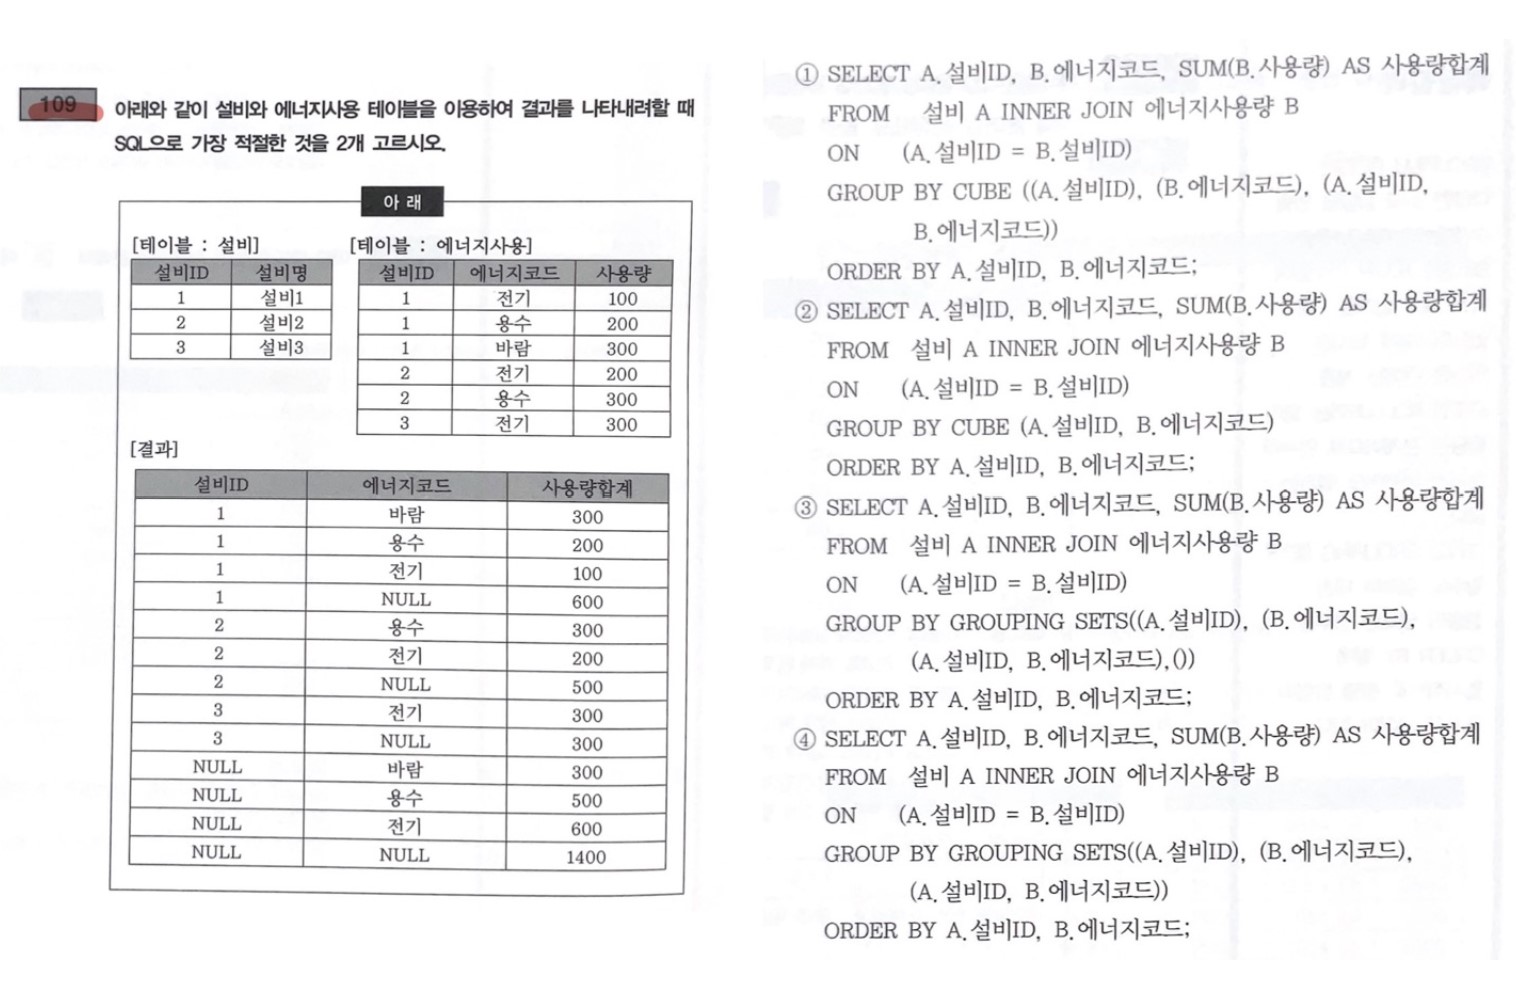 109
아래와 같이 설비와 에너지사용 테이블을 이용하여 결과를 나타내려할 때
SQL으로 가장 적절한 것을 2개 고르시오.
아 래
[테이블 : 설비]
설비ID 설비명
1 설비1
2 설비2
3 설비3
[테이블 : 에너지사용]
설비ID 에너지코드 사용량
1 전기 100
1 용수 200
1 바람 300
2 전기 200
2 용수 300
3 전기 300
[결과]
설비ID 에너지코드 사용량합계
1 바람 300
1 용수 200
1 전기 100
1 NULL 600
2 용수 300
2 전기 200
2 NULL 500
3 전기 300
3 NULL 300
NULL 바람 300
NULL 용수 500
NULL 전기 600
NULL NULL 1400
① SELECT A.설비ID, B.에너지코드, SUM(B.사용량) AS 사용량합계
FROM 설비 A INNER JOIN 에너지사용량 B
ON (A.설비ID = B.설비ID)
GROUP BY CUBE ((A.설비ID), (B.에너지코드), (A.설비ID,
B.에너지코드))
ORDER BY A.설비ID, B.에너지코드;
② SELECT A.설비ID, B.에너지코드, SUM(B.사용량) AS 사용량합계
FROM 설비 A INNER JOIN 에너지사용량 B
ON (A.설비ID = B.설비ID)
GROUP BY CUBE (A.설비ID, B.에너지코드)
ORDER BY A.설비ID, B.에너지코드;
③ SELECT A.설비ID, B.에너지코드, SUM(B.사용량) AS 사용량합계
FROM 설비 A INNER JOIN 에너지사용량 B
ON (A.설비ID = B.설비ID)
GROUP BY GROUPING SETS((A.설비ID), (B.에너지코드),
(A.설비ID, B.에너지코드),())
ORDER BY A.설비ID, B.에너지코드;
④ SELECT A.설비ID, B.에너지코드, SUM(B.사용량) AS 사용량합계
FROM 설비 A INNER JOIN 에너지사용량 B
ON (A.설비ID = B.설비ID)
GROUP BY GROUPING SETS((A.설비ID), (B.에너지코드),
(A.설비ID, B.에너지코드))
ORDER BY A.설비ID, B.에너지코드;